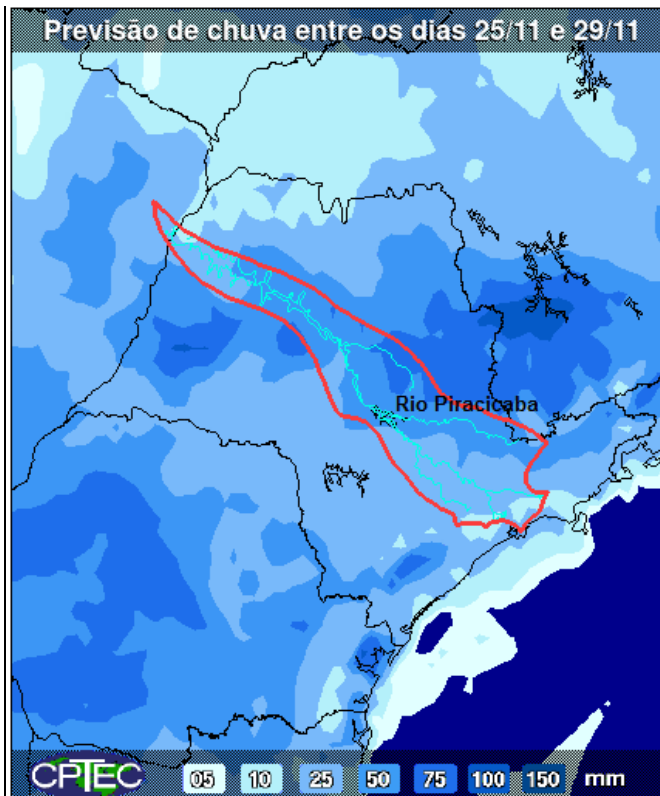 Previsão de chuva entre os dias 25/11 e 29/11
Rio Piracicaba
CPTEC 05 10 25 50 75 100 150 mm